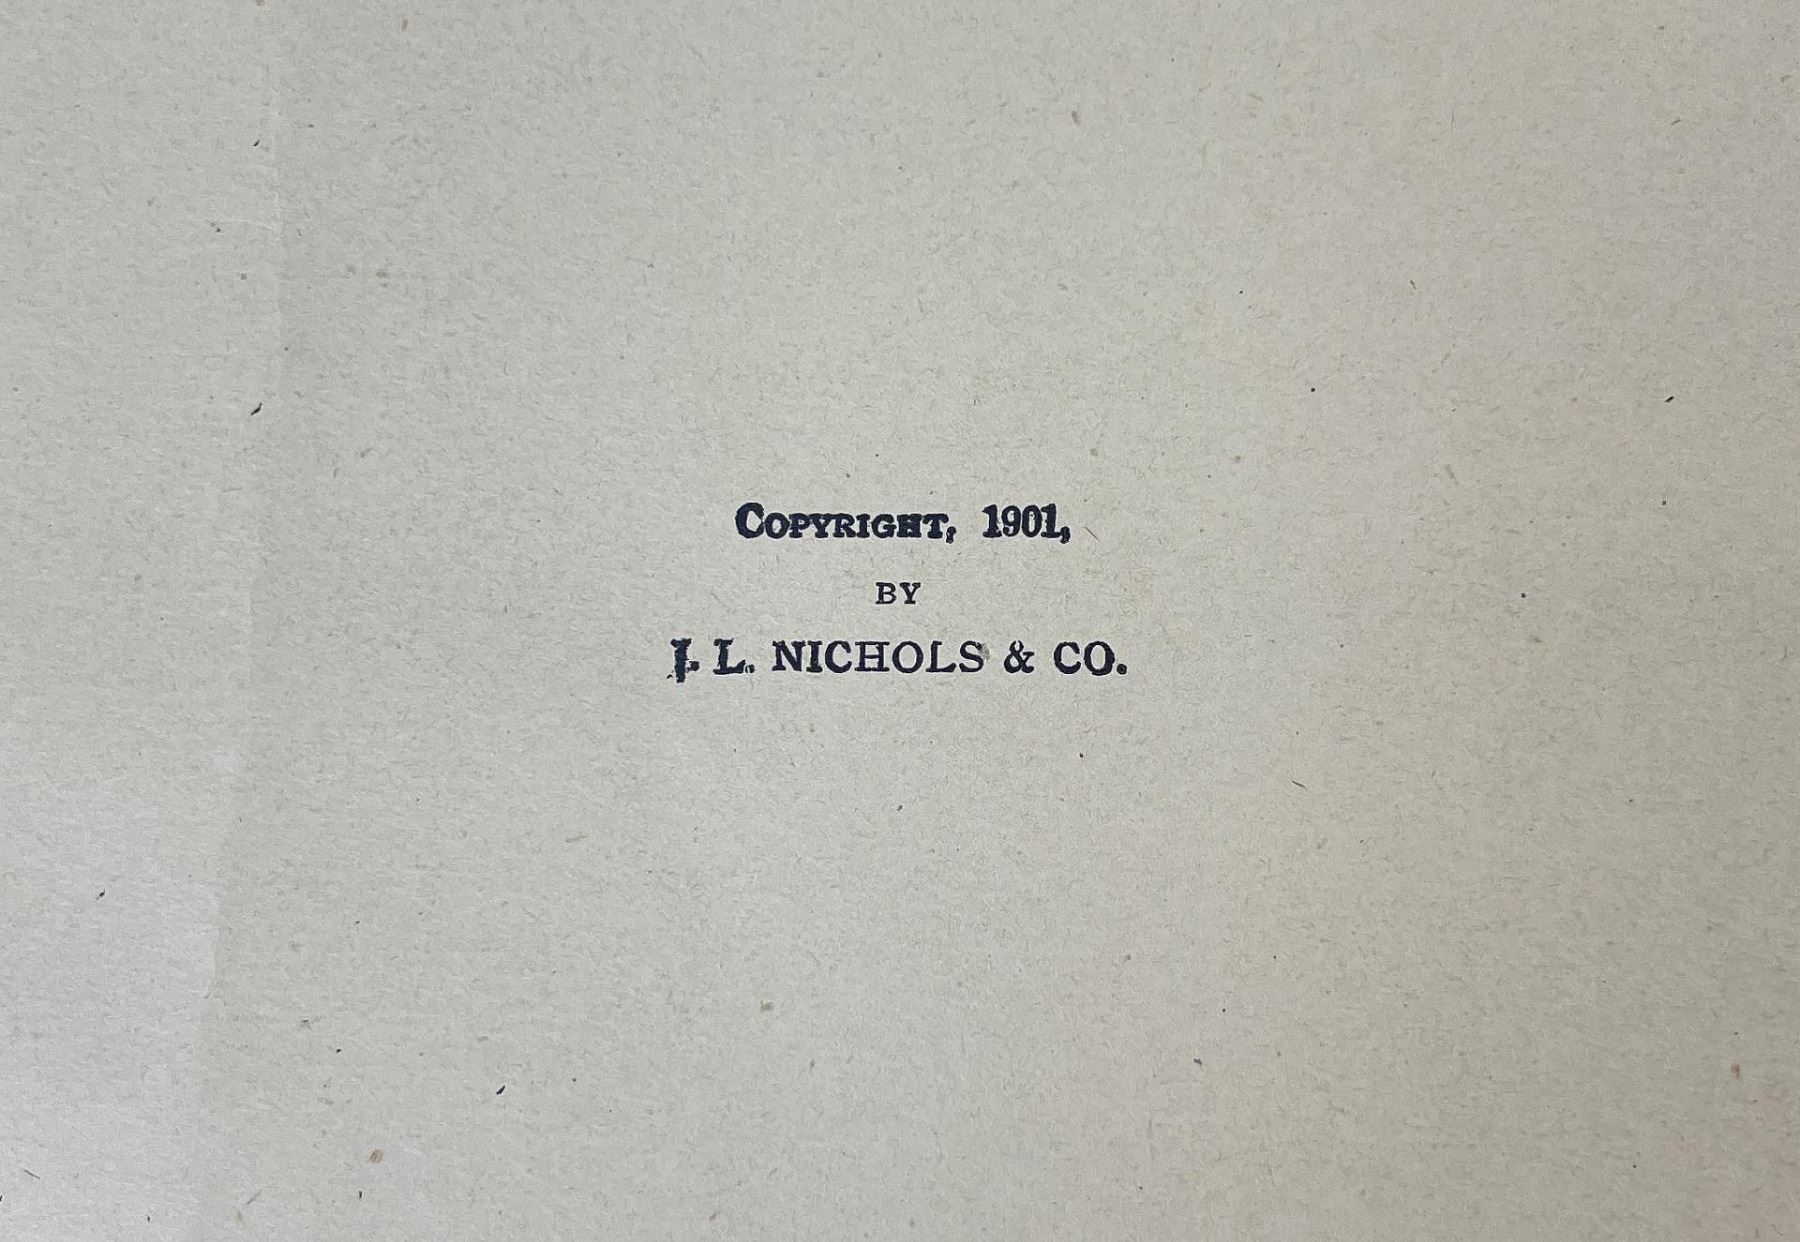 COPYRIGHT, 1901,
BY
J. L. NICHOLS & CO.